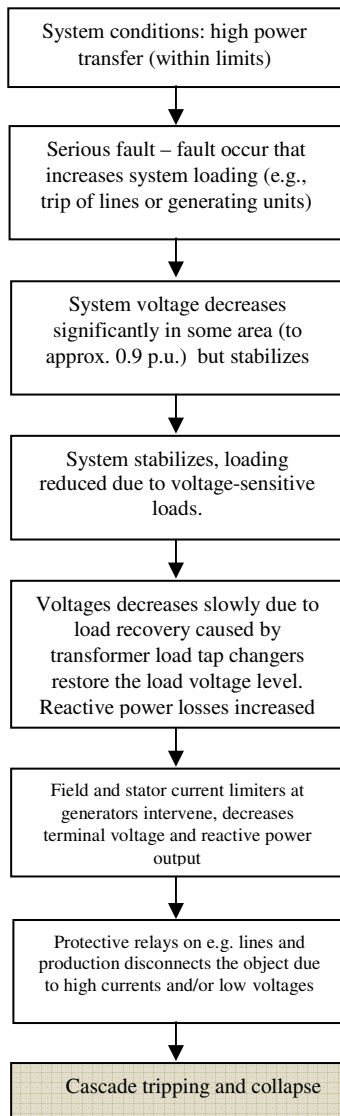 System conditions: high power
transfer (within limits)
Serious fault – fault occur that
increases system loading (e.g.,
trip of lines or generating units)
System voltage decreases
significantly in some area (to
approx. 0.9 p.u.) but stabilizes
System stabilizes, loading
reduced due to voltage-sensitive
loads.
Voltages decreases slowly due to
load recovery caused by
transformer load tap changers
restore the load voltage level.
Reactive power losses increased
Field and stator current limiters at
generators intervene, decreases
terminal voltage and reactive power
output
Protective relays on e.g. lines and
production disconnects the object due
to high currents and/or low voltages
Cascade tripping and collapse